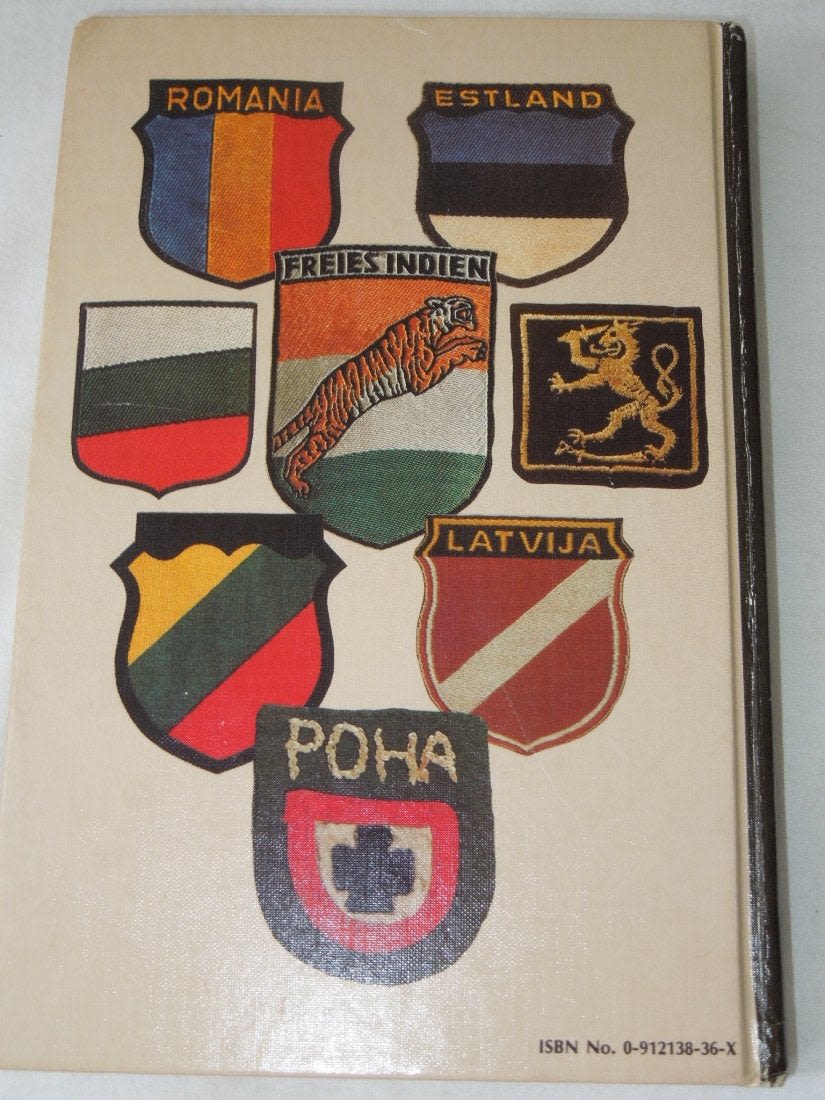 ROMANIA
ESTLAND
FREIES INDIEN
LATVIJA
РОНА
ISBN No. 0-912138-36-X